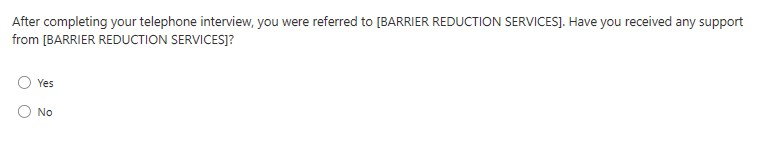 After completing your telephone interview, you were referred to [BARRIER REDUCTION SERVICES]. Have you received any support
from [BARRIER REDUCTION SERVICES]?
Yes
No